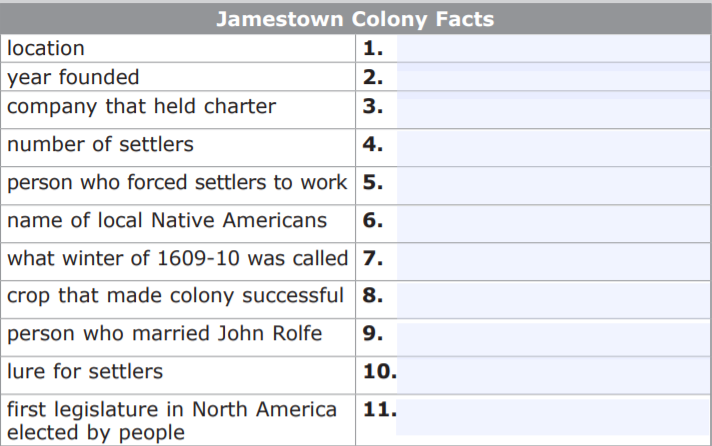 Jamestown Colony Facts
location 1.
year founded 2.
company that held charter 3.
number of settlers 4.
person who forced settlers to work 5.
name of local Native Americans 6.
what winter of 1609-10 was called 7.
crop that made colony successful 8.
person who married John Rolfe 9.
lure for settlers 10.
first legislature in North America 11.
elected by people